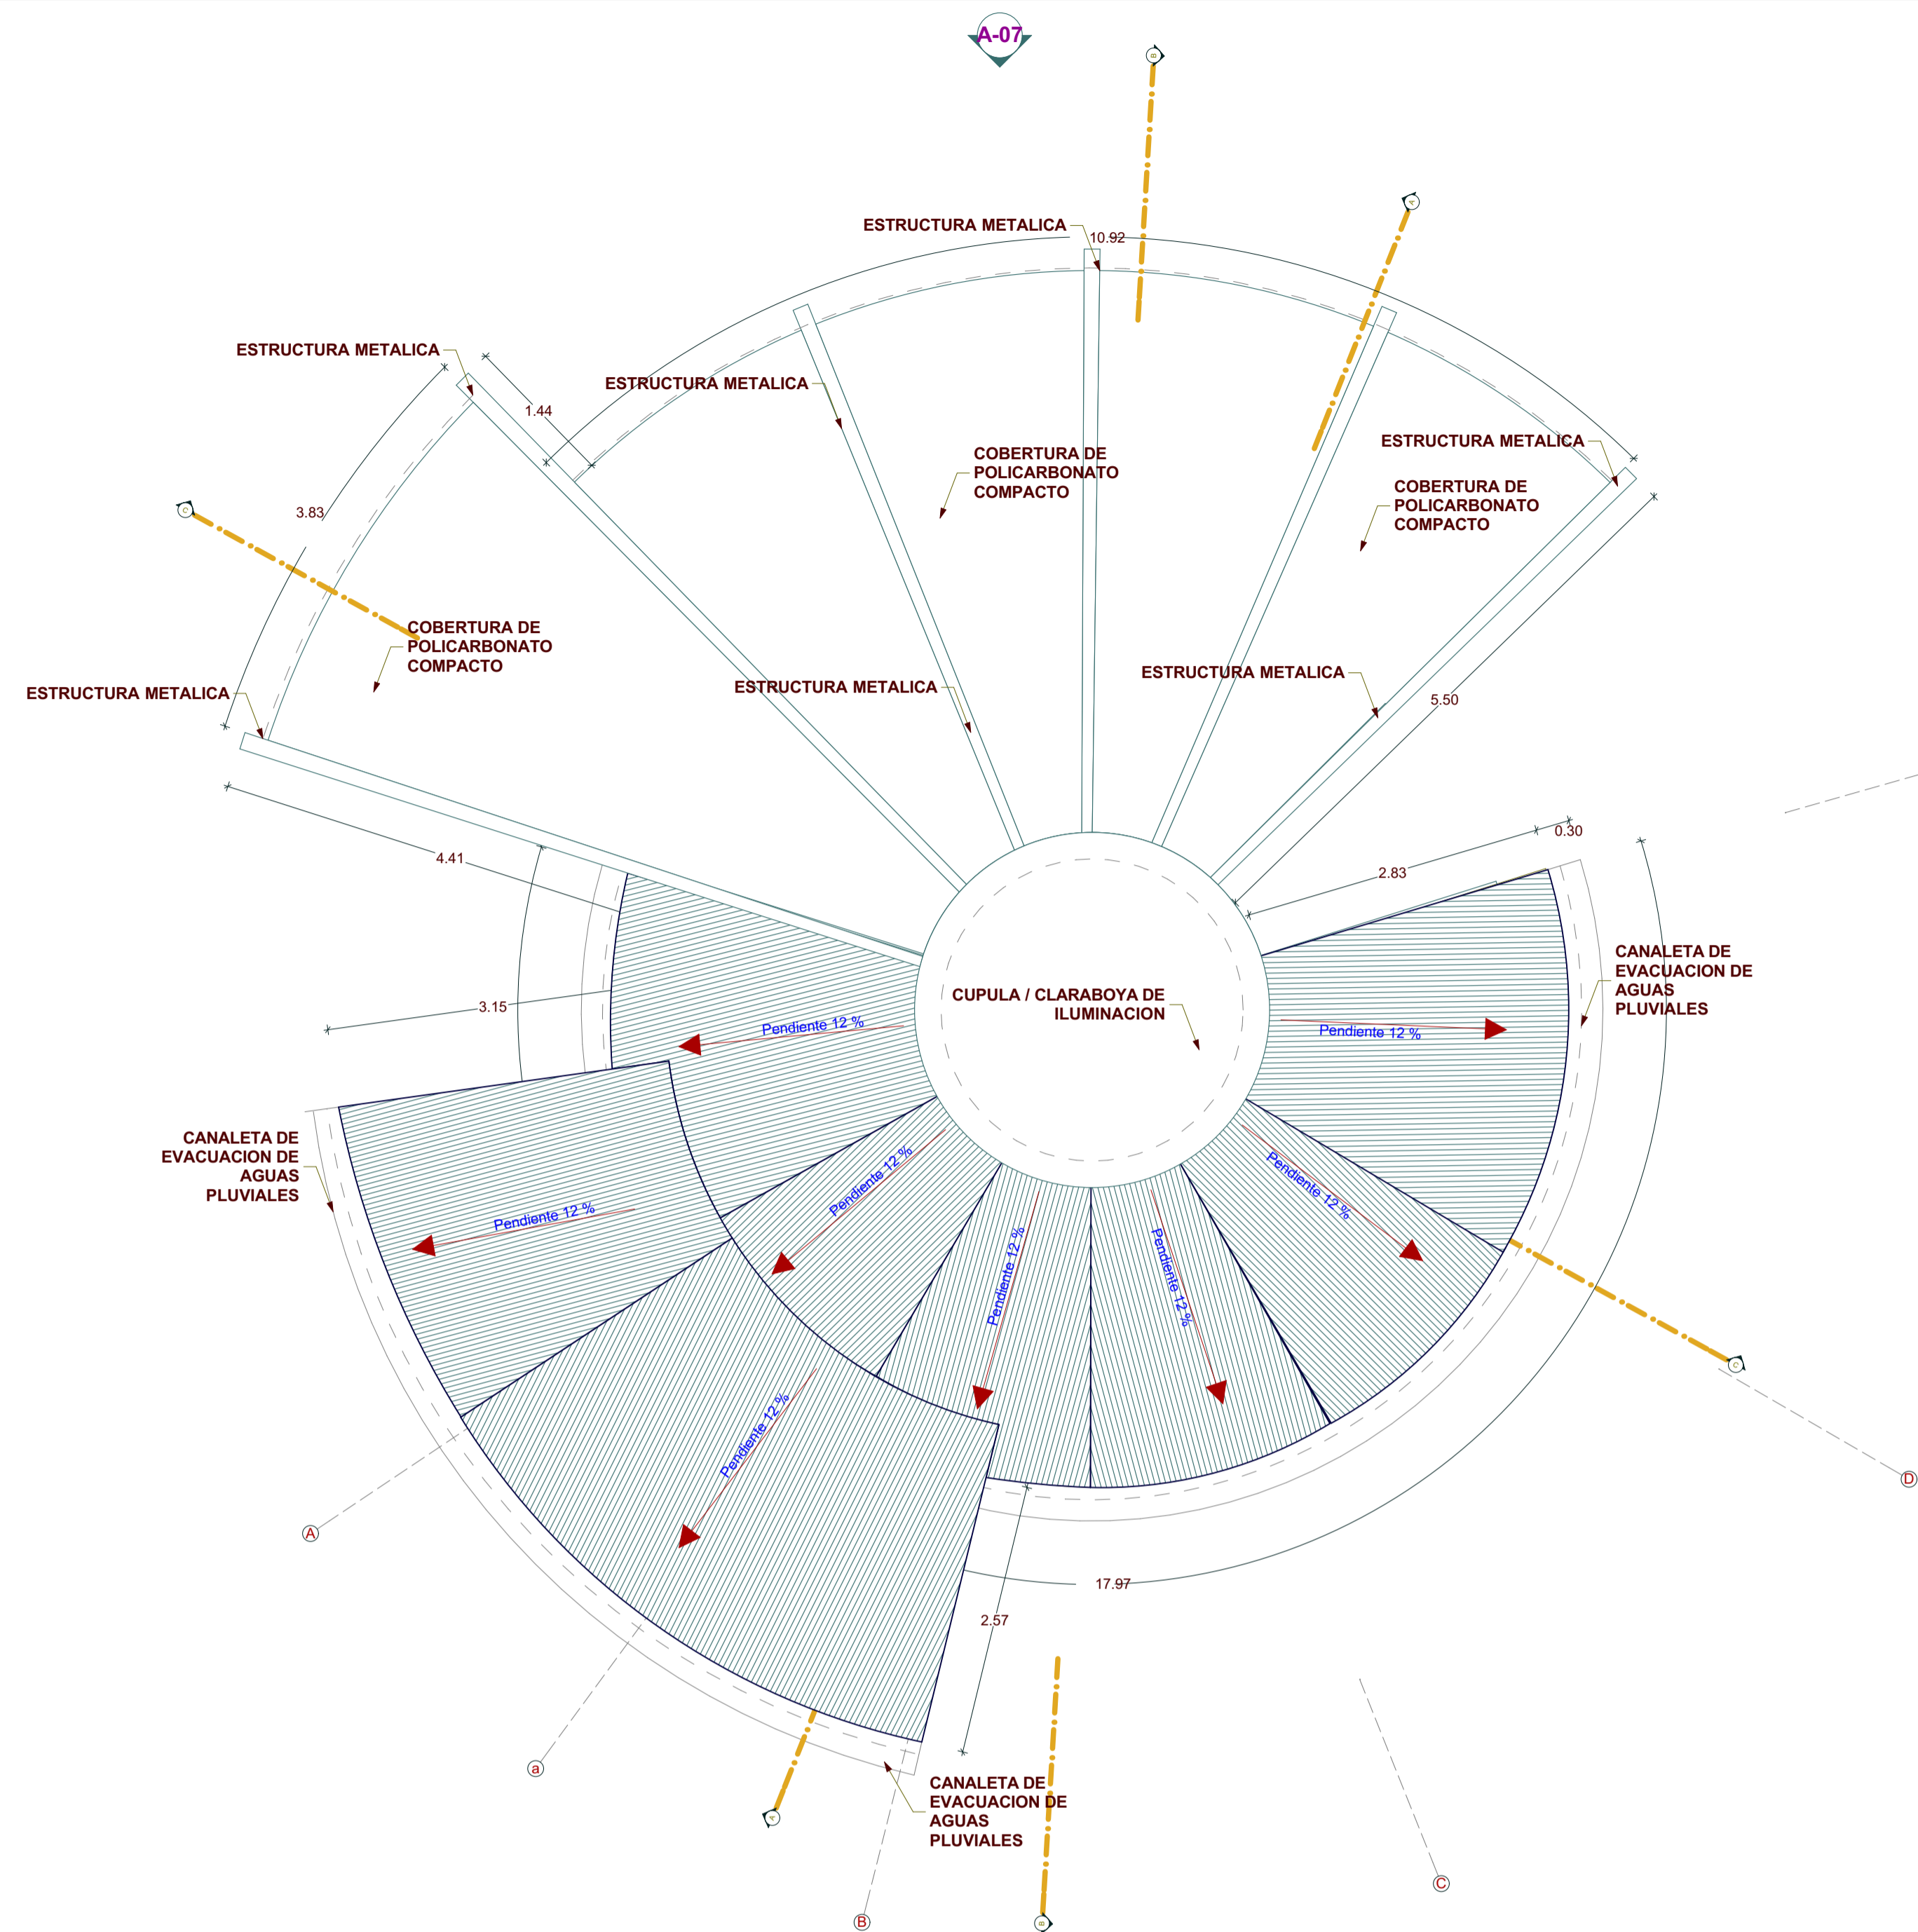 A-07
B
A
ESTRUCTURA METALICA
10.92
ESTRUCTURA METALICA
ESTRUCTURA METALICA
1.44
ESTRUCTURA METALICA
COBERTURA DE
POLICARBONATO
COMPACTO
COBERTURA DE
POLICARBONATO
COMPACTO
3.83
C
COBERTURA DE
POLICARBONATO
COMPACTO
ESTRUCTURA METALICA
ESTRUCTURA METALICA
ESTRUCTURA METALICA
5.50
0.30
4.41
2.83
CANALETA DE
EVACUACION DE
AGUAS
PLUVIALES
CUPULA / CLARABOYA DE
ILUMINACION
3.15
Pendiente 12 %
Pendiente 12 %
CANALETA DE
EVACUACION DE
AGUAS
PLUVIALES
Pendiente 12 %
Pendiente 12 %
Pendiente 12 %
Pendiente 12 %
Pendiente 12 %
Pendiente 12 %
C
D
A
17.97
2.57
a
CANALETA DE
EVACUACION DE
AGUAS
PLUVIALES
A
C
B
B